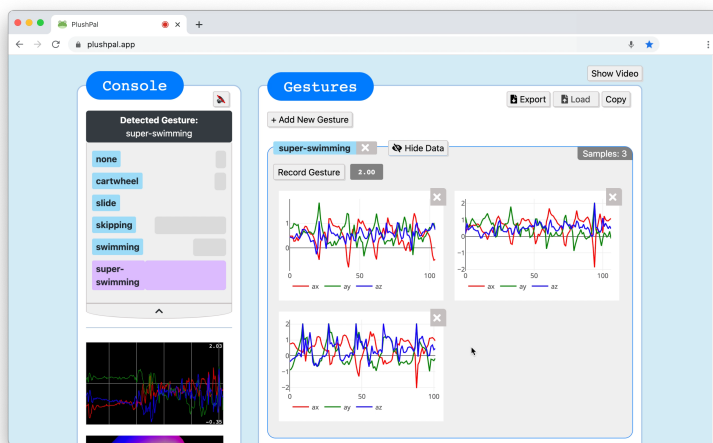 PlushPal
plushpal.app
Show Video
Console
Gestures
Export
Load
Copy
Detected Gesture:
super-swimming
+ Add New Gesture
none
cartwheel
slide
skipping
swimming
super-
swimming
super-swimming
Hide Data
Samples: 3
Record Gesture
2.00
1
0
0
50
100
ax
ay
az
2
1
0
−1
−2
0
50
100
ax
ay
az
2
1
0
−1
−2
0
50
100
ax
ay
az
2.03
-0.35